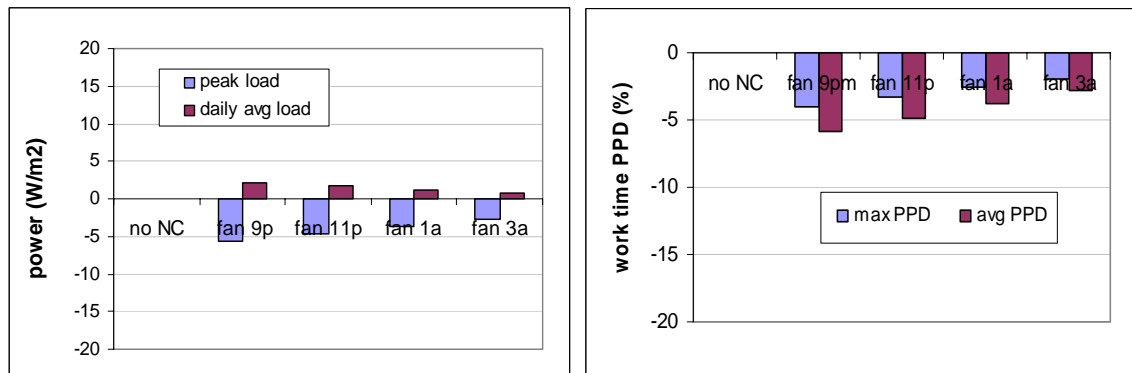 power (W/m2)
20
15
10
5
0
-5
-10
-15
-20
peak load
daily avg load
no NC
fan 9p
fan 11p
fan 1a
fan 3a
work time PPD (%)
0
-5
-10
-15
-20
no NC
fan 9pm
fan 11p
fan 1a
fan 3a
max PPD
avg PPD